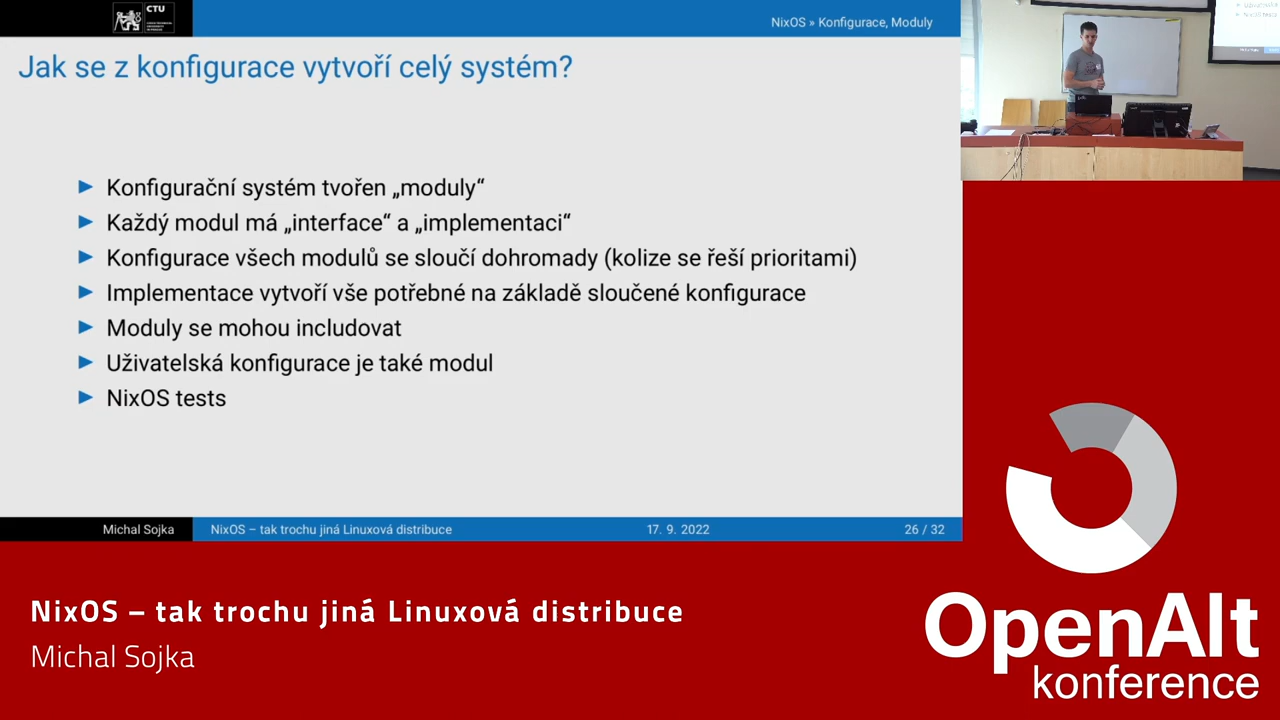 CTU
NixOS » Konfigurace, Moduly
Jak se z konfigurace vytvoří celý systém?
Konfigurační systém tvořen „moduly“
Každý modul má „interface“ a „implementaci“
Konfigurace všech modulů se sloučí dohromady (kolize se řeší prioritami)
Implementace vytvoří vše potřebné na základě sloučené konfigurace
Moduly se mohou includovat
Uživatelská konfigurace je také modul
NixOS tests
Michal Sojka
NixOS – tak trochu jiná Linuxová distribuce
17. 9. 2022
26 / 32
NixOS – tak trochu jiná Linuxová distribuce
Michal Sojka
OpenAlt
konference